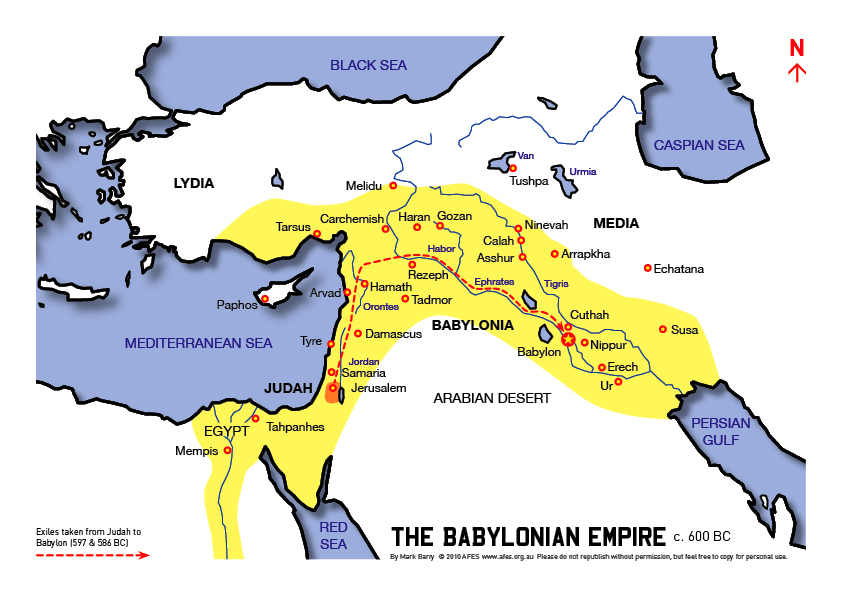 N
BLACK SEA
CASPIAN SEA
Van
Urmia
Tushpa
LYDIA
Melidu
MEDIA
Tarsus
Carchemish
Haran
Gozan
Ninevah
Calah
Asshur
Arrapkha
Habor
Echatana
Rezeph
Ephrates
Tigris
Arvad
Hamath
Orontes
Tadmor
Paphos
BABYLONIA
Cuthah
Susa
MEDITERRANEAN SEA
Tyre
Damascus
Babylon
Nippur
Jordan
Samaria
Erech
Ur
JUDAH
Jerusalem
ARABIAN DESERT
EGYPT
Tahpanhes
Mempis
PERSIAN
GULF
RED
SEA
Exiles taken from Judah to
Babylon (597 & 586 BC)
THE BABYLONIAN EMPIRE c. 600 BC
By Mark Barry © 2010 AFES www.afes.org.au Please do not republish without permission, but feel free to copy for personal use.